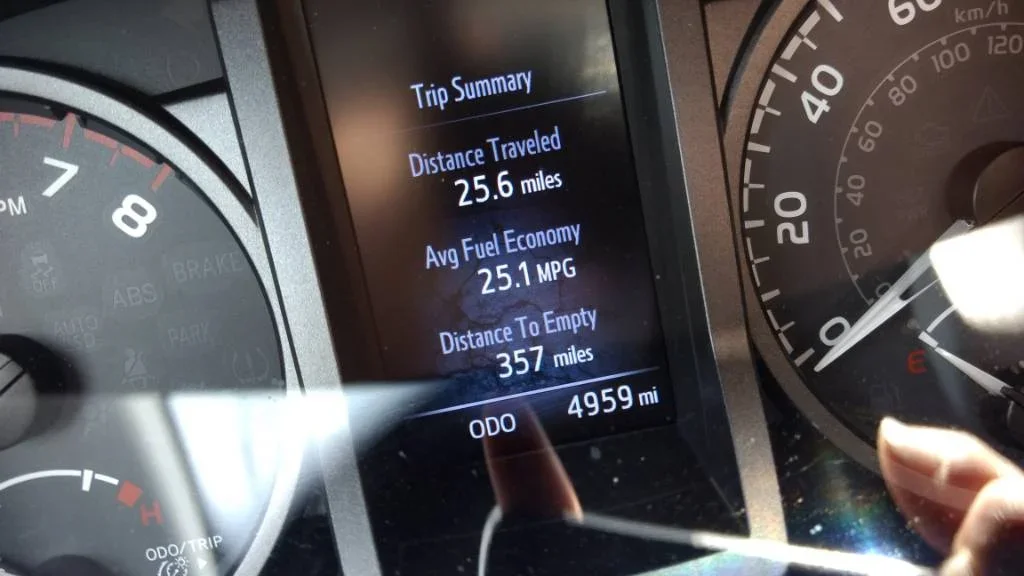 Trip Summary
Distance Traveled
25.6 miles
Avg Fuel Economy
25.1 MPG
Distance To Empty
357 miles
ODO 4959 mi
7
8
PM
OFF
BRAKE
ABS
AUTO
PARK
H
ODO/TRIP
60
40
20
0
km/h
120
100
80
60
40
20
0
E